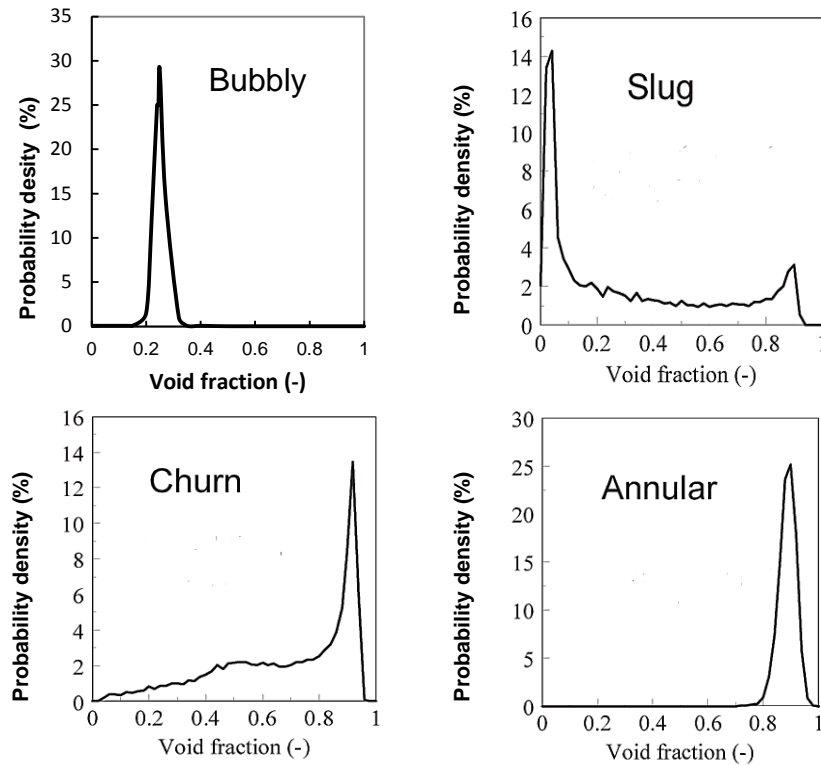 35
30
25
20
15
10
5
0
0 0.2 0.4 0.6 0.8 1
Probability desity (%)
Void fraction (-)
Bubbly
16
14
12
10
8
6
4
2
0
0 0.2 0.4 0.6 0.8 1
Probability density (%)
Void fraction (-)
Slug
16
14
12
10
8
6
4
2
0
0 0.2 0.4 0.6 0.8 1
Probability density (%)
Void fraction (-)
Churn
30
25
20
15
10
5
0
0 0.2 0.4 0.6 0.8 1
Probability density (%)
Void fraction (-)
Annular